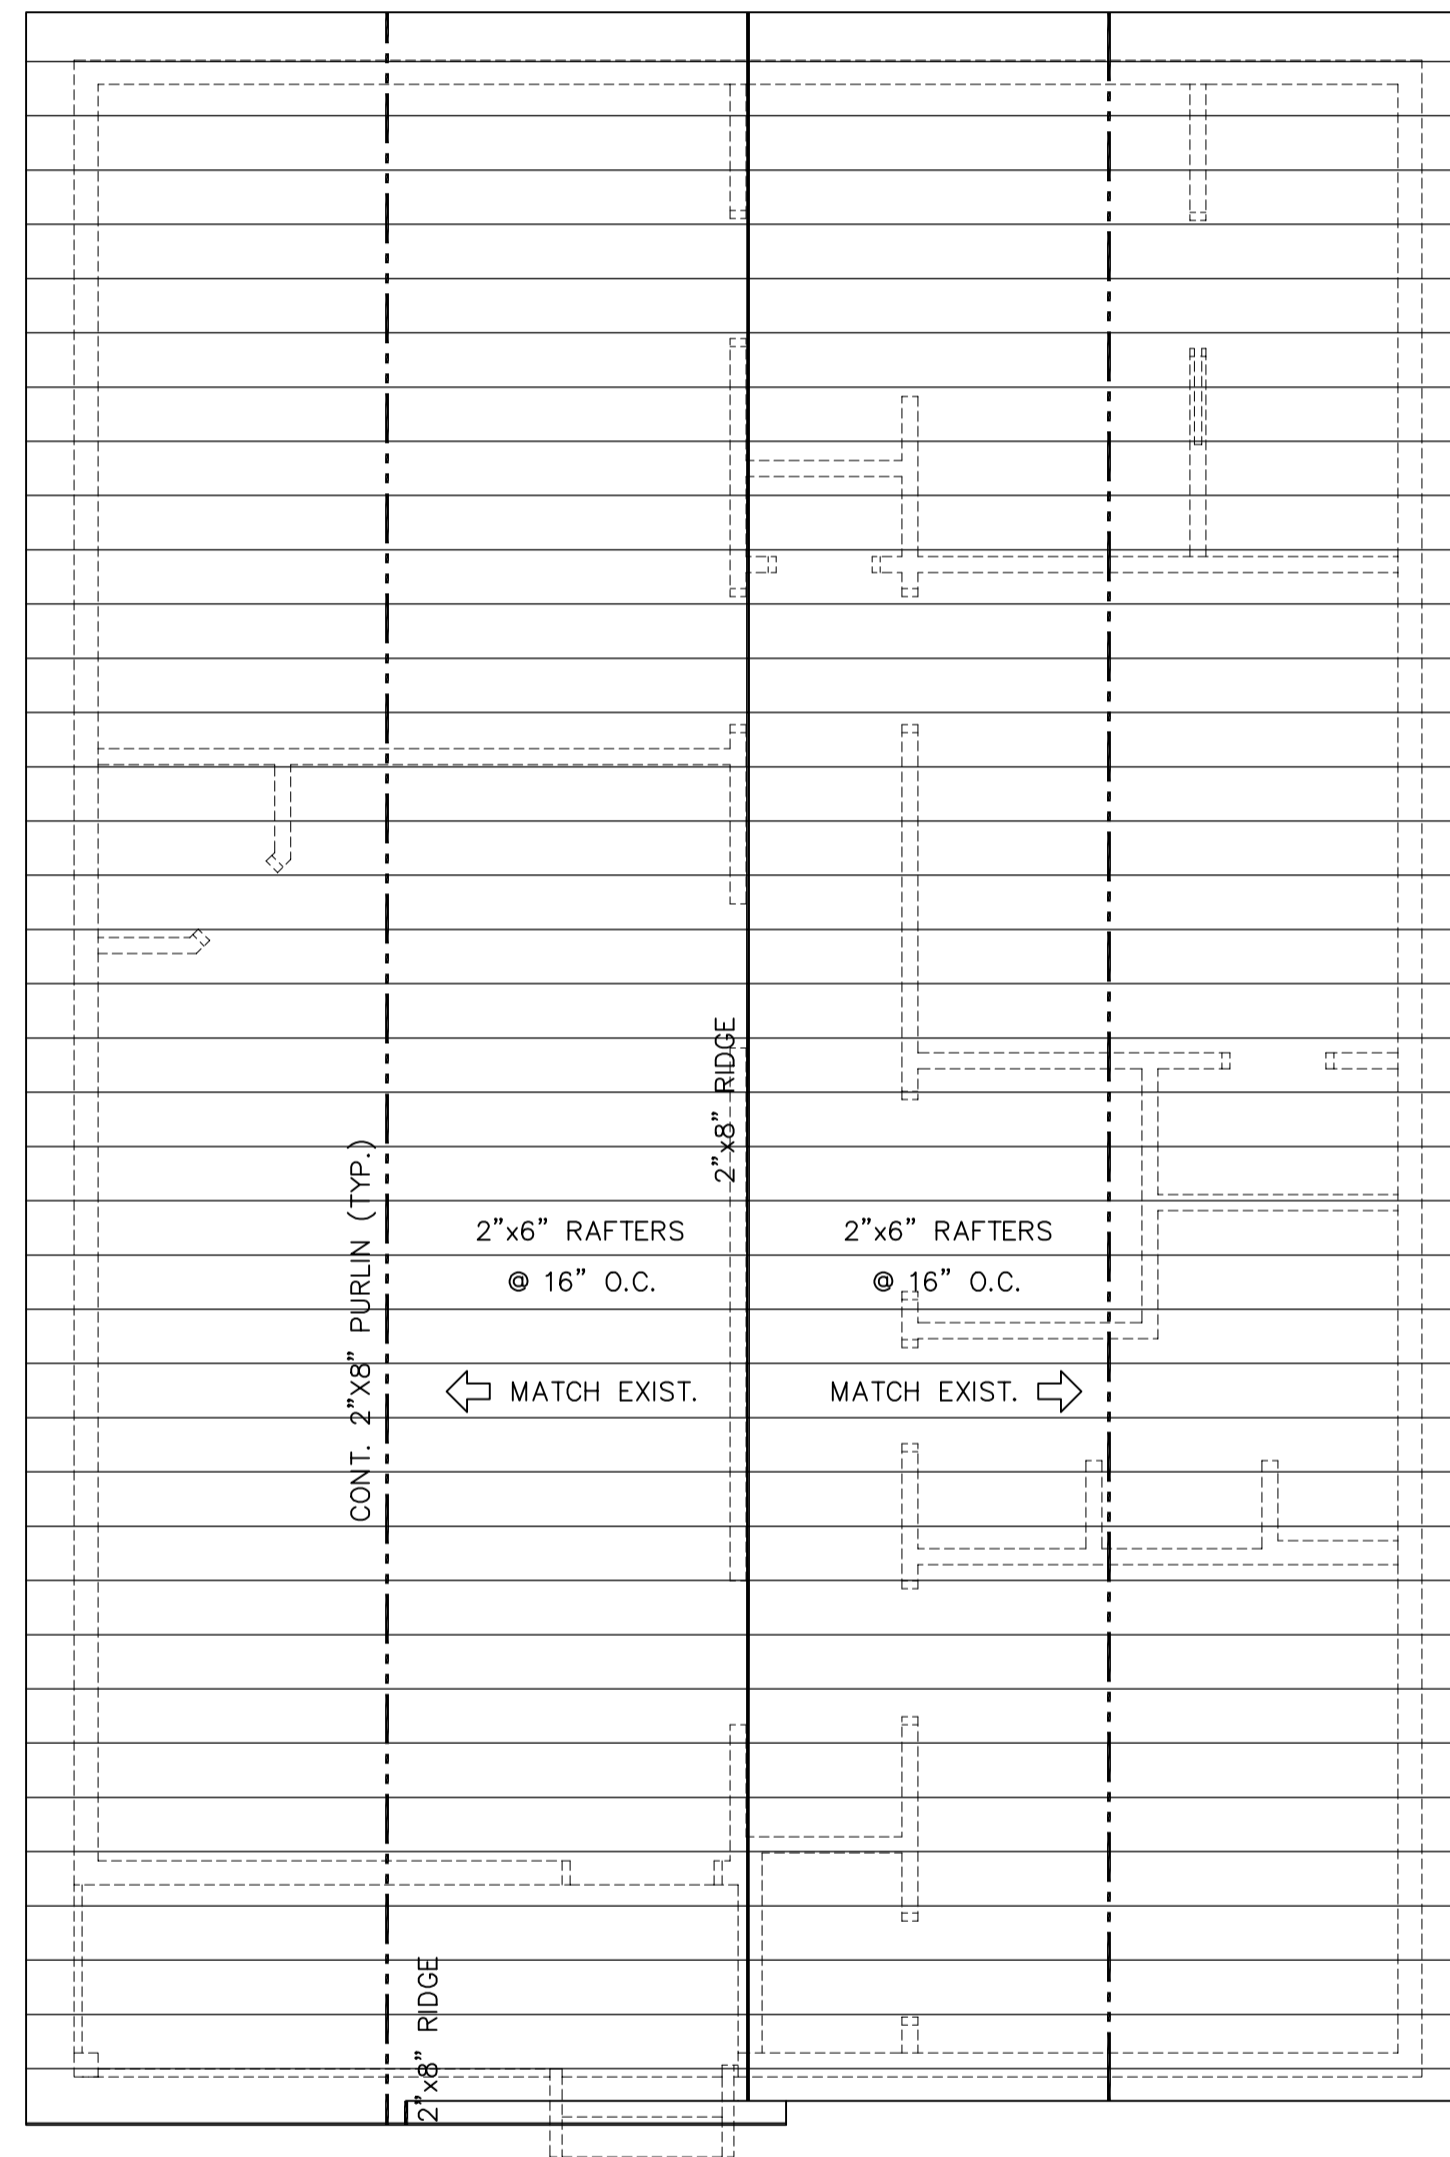 2”x8” RIDGE
CONT. 2”X8” PURLIN (TYP.)
2”x6” RAFTERS
@ 16” O.C.
2”x6” RAFTERS
@ 16” O.C.
MATCH EXIST.
MATCH EXIST.
2”x8” RIDGE